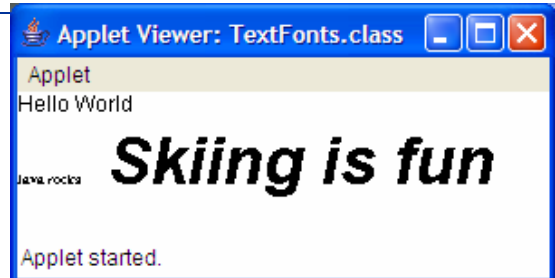 Applet Viewer: TextFonts.class
Applet
Hello World
Java rocks Skiing is fun
Applet started.